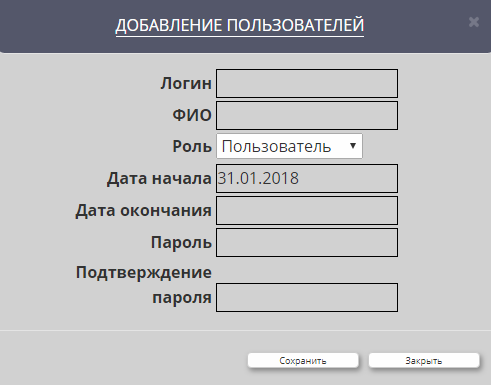 ДОБАВЛЕНИЕ ПОЛЬЗОВАТЕЛЕЙ ×
Логин
ФИО
Роль Пользователь ▼
Дата начала 31.01.2018
Дата окончания
Пароль
Подтверждение
пароля
Сохранить Закрыть